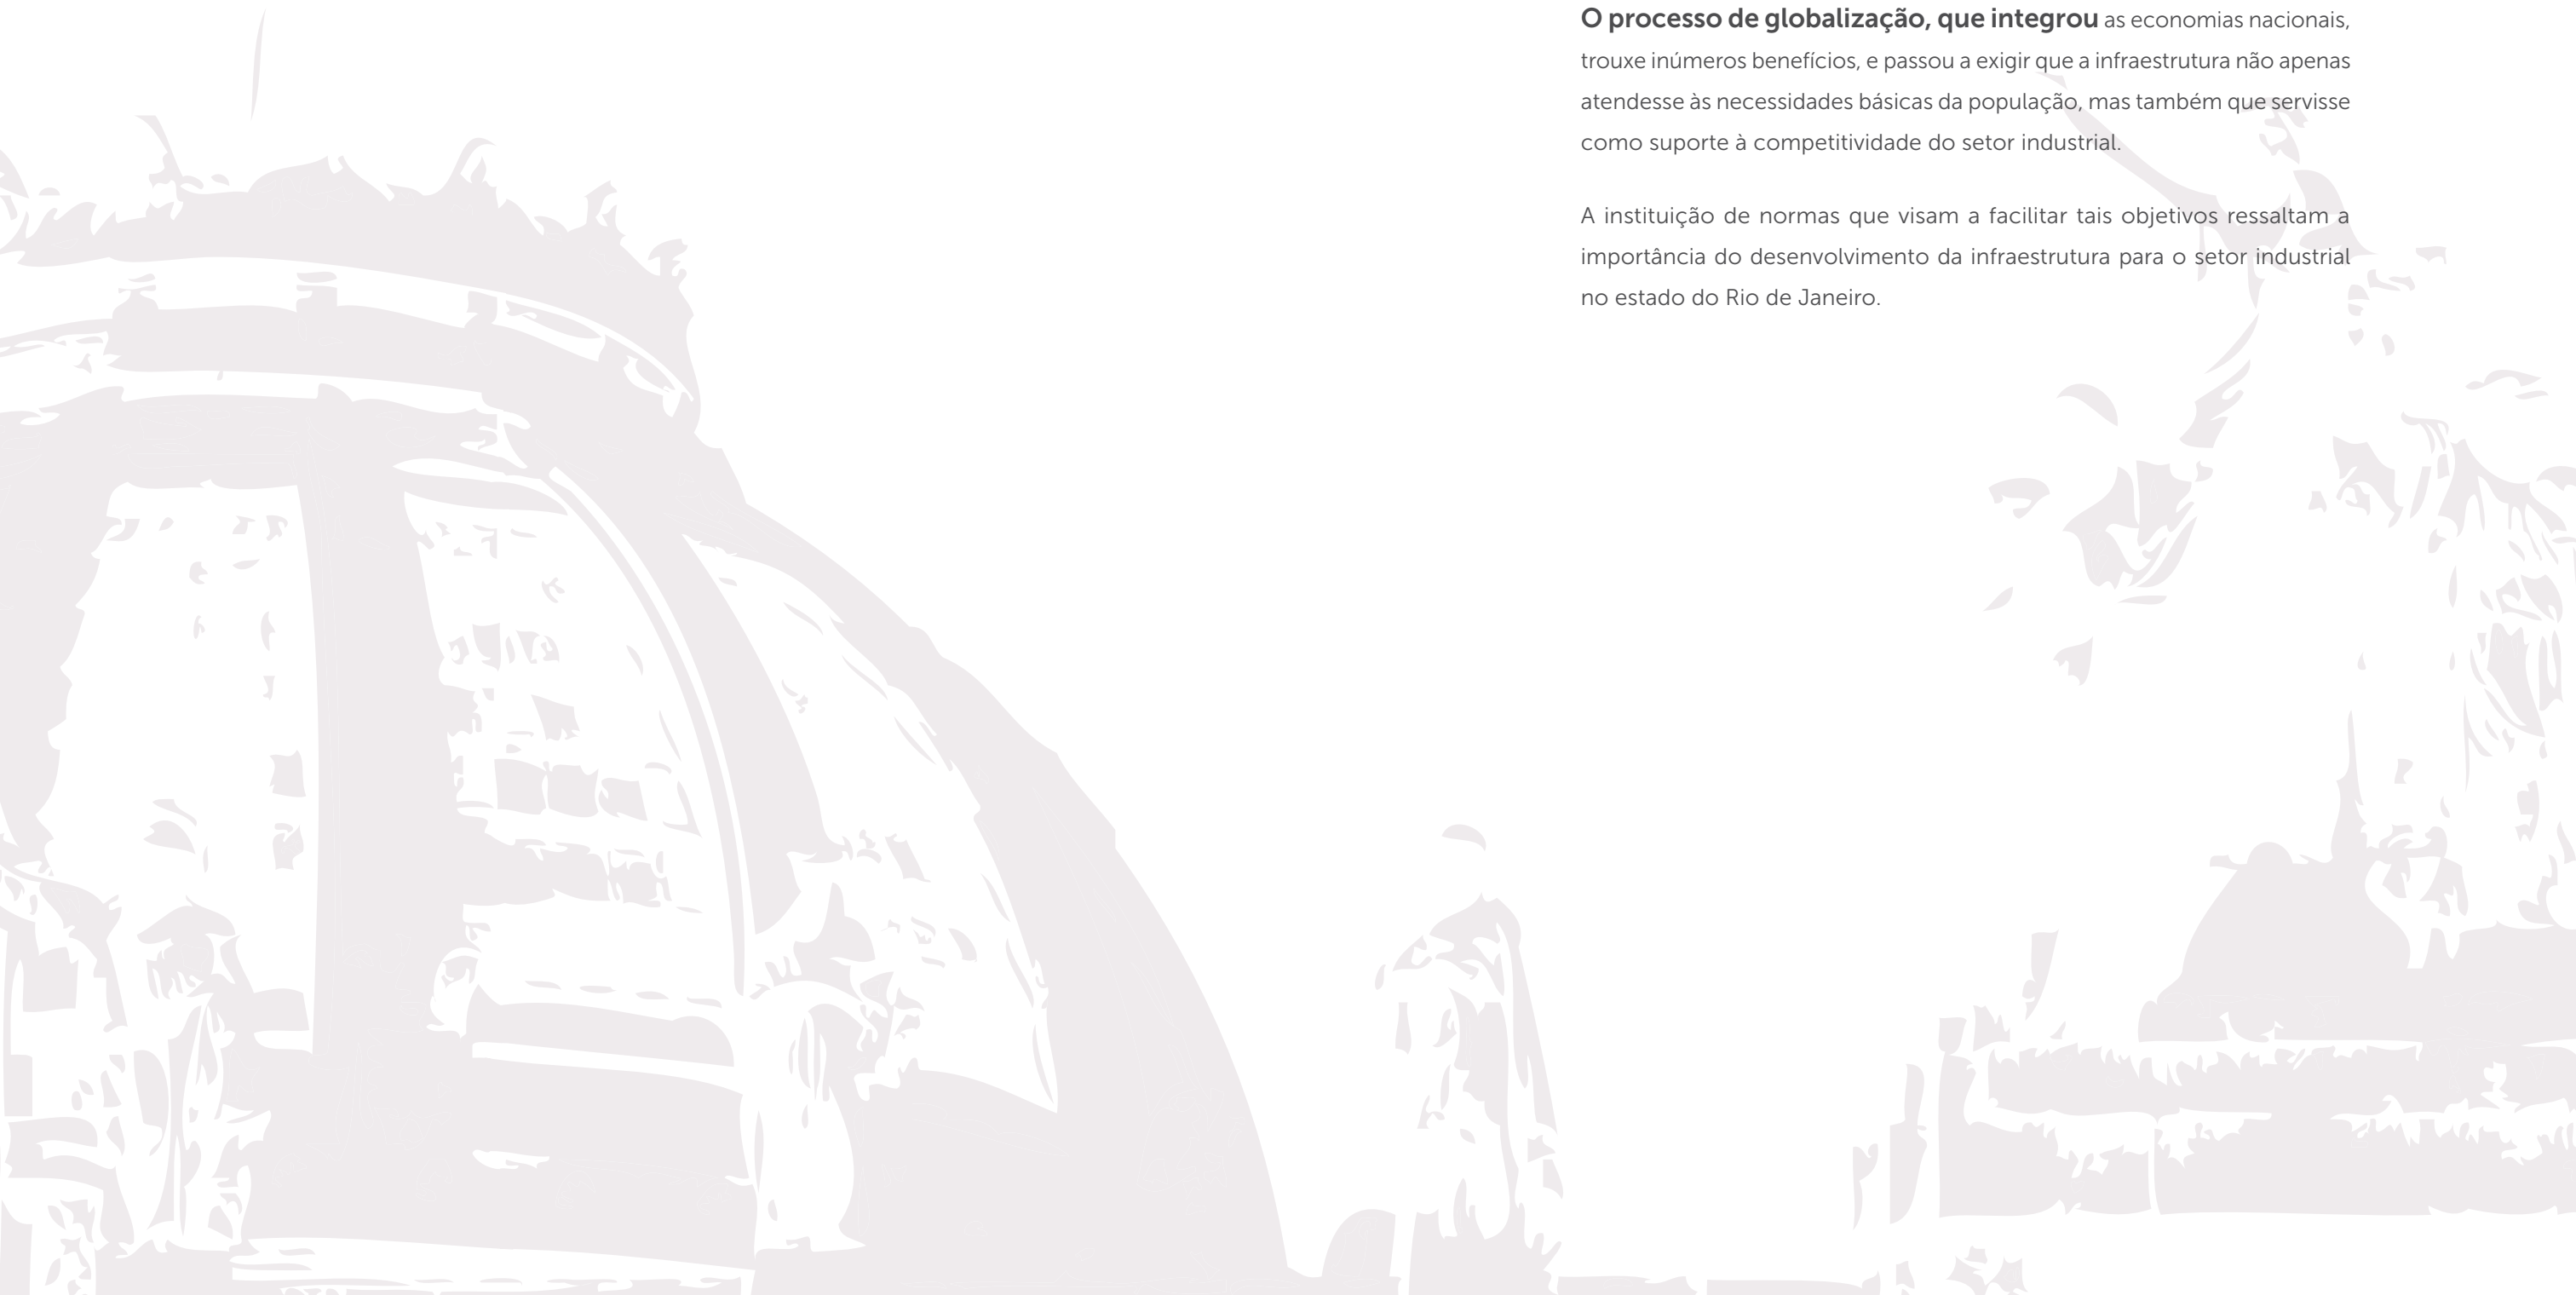 O processo de globalização, que integrou as economias nacionais,
trouxe inúmeros benefícios, e passou a exigir que a infraestrutura não apenas
atendesse às necessidades básicas da população, mas também que servisse
como suporte à competitividade do setor industrial.
A instituição de normas que visam a facilitar tais objetivos ressaltam a
importância do desenvolvimento da infraestrutura para o setor industrial
no estado do Rio de Janeiro.